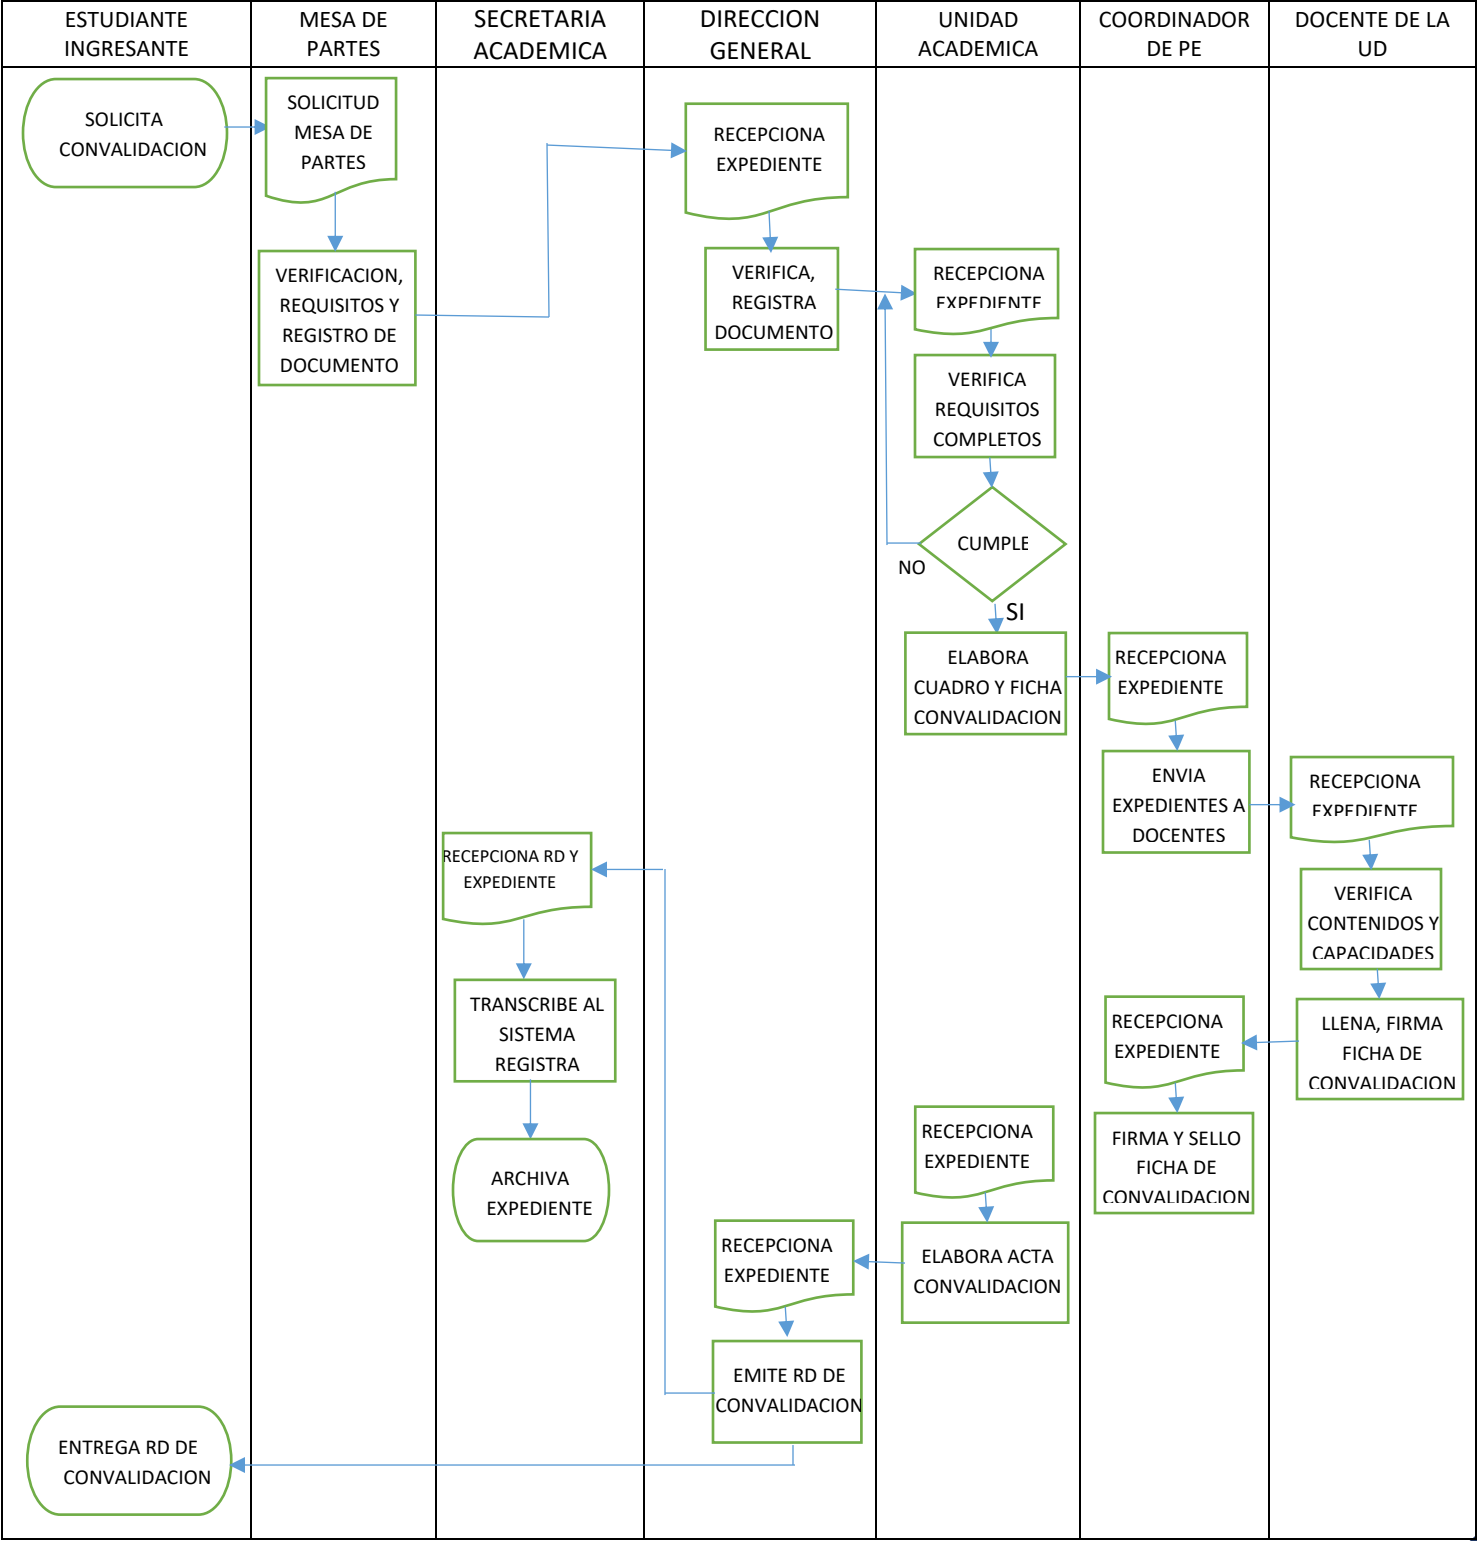 ESTUDIANTE
INGRESANTE
MESA DE
PARTES
SECRETARIA
ACADEMICA
DIRECCION
GENERAL
UNIDAD
ACADEMICA
COORDINADOR
DE PE
DOCENTE DE LA
UD
SOLICITA
CONVALIDACION
SOLICITUD
MESA DE
PARTES
RECEPCIONA
EXPEDIENTE
VERIFICACION,
REQUISITOS Y
REGISTRO DE
DOCUMENTO
VERIFICA,
REGISTRA
DOCUMENTO
RECEPCIONA
EXPEDIENTE
VERIFICA
REQUISITOS
COMPLETOS
CUMPLE
NO
SI
ELABORA
CUADRO Y FICHA
CONVALIDACION
RECEPCIONA
EXPEDIENTE
ENVIA
EXPEDIENTES A
DOCENTES
RECEPCIONA
EXPEDIENTE
RECEPCIONA RD Y
EXPEDIENTE
VERIFICA
CONTENIDOS Y
CAPACIDADES
TRANSCRIBE AL
SISTEMA
REGISTRA
RECEPCIONA
EXPEDIENTE
LLENA, FIRMA
FICHA DE
CONVALIDACION
RECEPCIONA
EXPEDIENTE
FIRMA Y SELLO
FICHA DE
CONVALIDACION
ARCHIVA
EXPEDIENTE
RECEPCIONA
EXPEDIENTE
ELABORA ACTA
CONVALIDACION
EMITE RD DE
CONVALIDACION
ENTREGA RD DE
CONVALIDACION